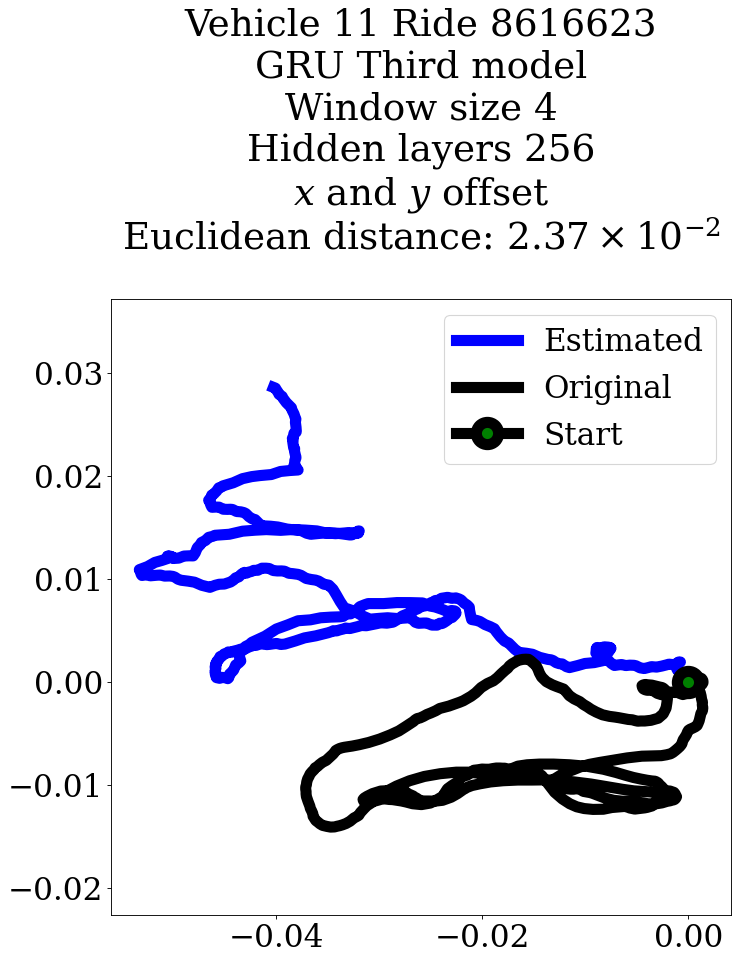 Vehicle 11 Ride 8616623
GRU Third model
Window size 4
Hidden layers 256
x and y offset
Euclidean distance: 2.37 × 10⁻²
Estimated
Original
Start
0.03
0.02
0.01
0.00
−0.01
−0.02
−0.04
−0.02
0.00